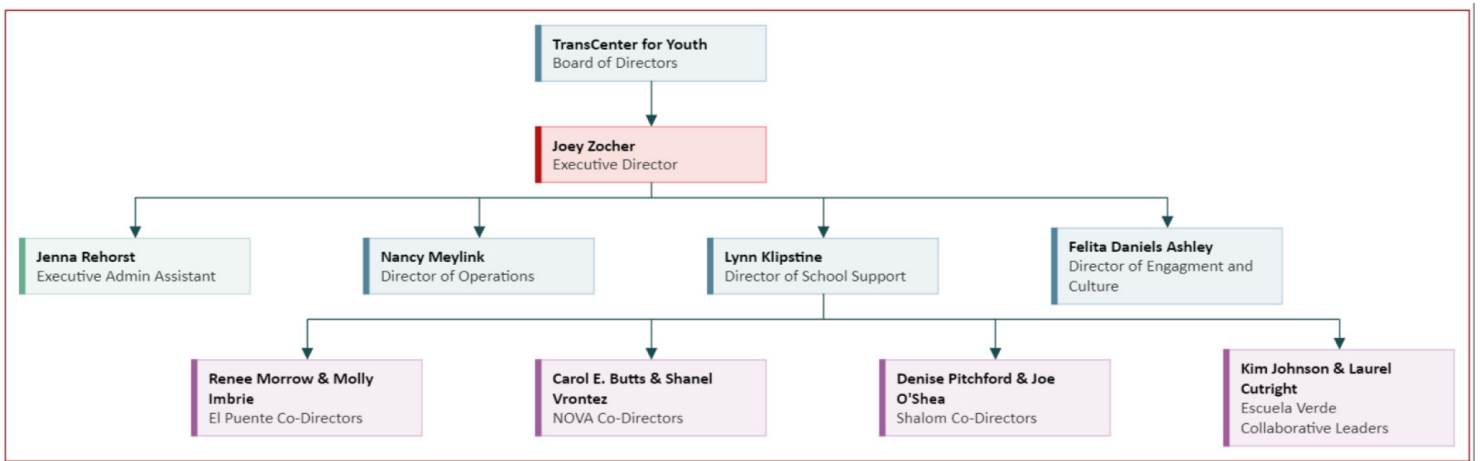 TransCenter for Youth
Board of Directors
Joey Zocher
Executive Director
Jenna Rehorst
Executive Admin Assistant
Nancy Meylink
Director of Operations
Lynn Klipstine
Director of School Support
Felita Daniels Ashley
Director of Engagment and
Culture
Renee Morrow & Molly
Imbrie
El Puente Co-Directors
Carol E. Butts & Shanel
Vrontez
NOVA Co-Directors
Denise Pitchford & Joe
O'Shea
Shalom Co-Directors
Kim Johnson & Laurel
Cutright
Escuela Verde
Collaborative Leaders